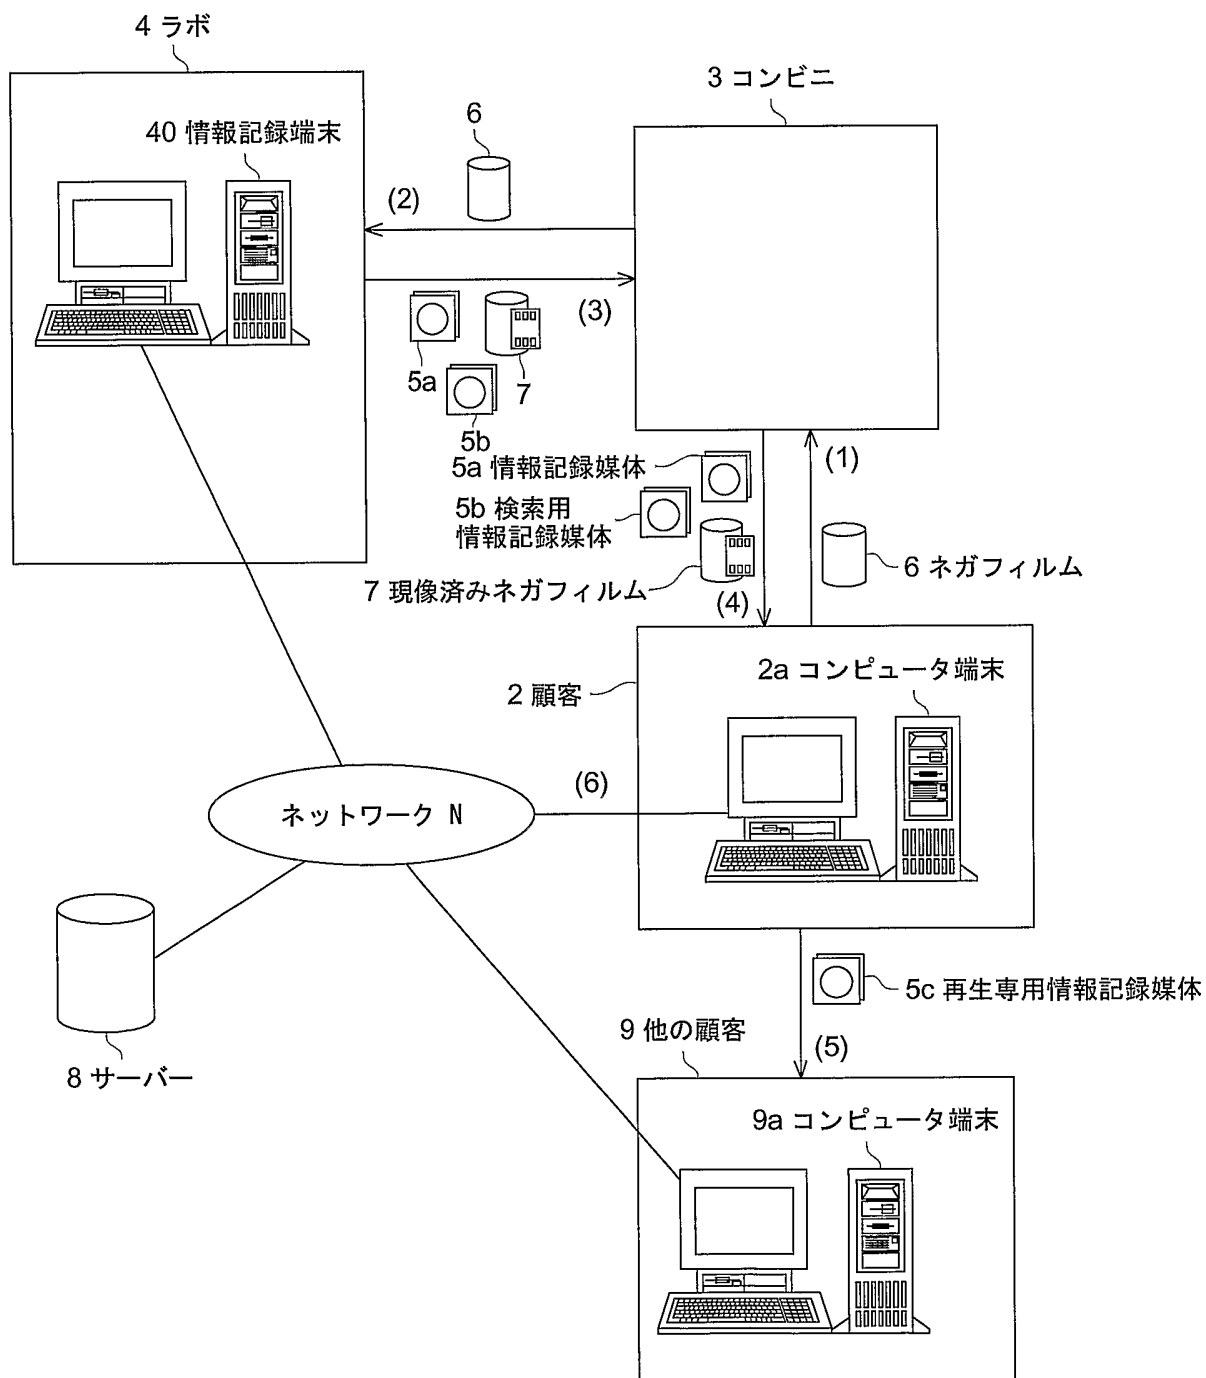 4 ラボ
3 コンビニ
40 情報記録端末
6
(2)
(3)
5a
7
5b
5a 情報記録媒体
(1)
5b 検索用
情報記録媒体
7 現像済みネガフィルム
(4)
6 ネガフィルム
2a コンピュータ端末
2 顧客
(6)
ネットワーク N
5c 再生専用情報記録媒体
9 他の顧客
(5)
8 サーバー
9a コンピュータ端末